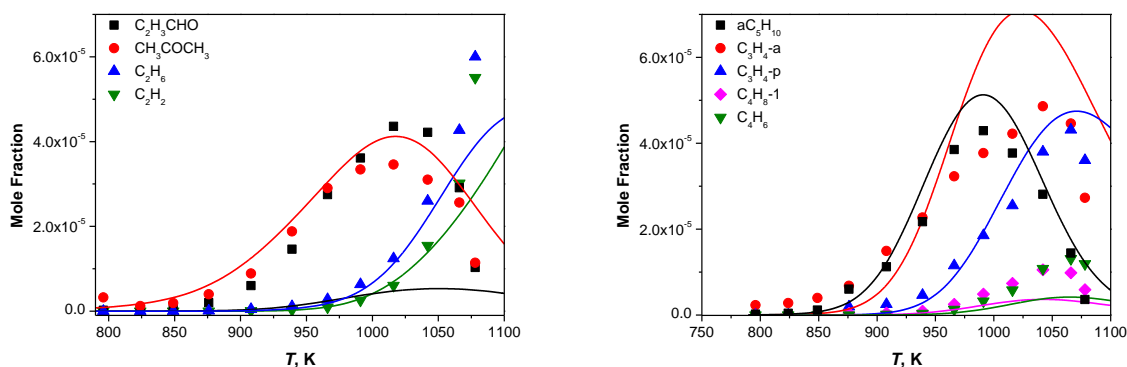 Mole Fraction
6.0x10⁻⁵
4.0x10⁻⁵
2.0x10⁻⁵
0.0
C₂H₃CHO
CH₃COCH₃
C₂H₆
C₂H₂
800 850 900 950 1000 1050 1100
T, K
Mole Fraction
6.0x10⁻⁵
4.0x10⁻⁵
2.0x10⁻⁵
0.0
aC₅H₁₀
C₃H₄-a
C₃H₄-p
C₄H₈-1
C₄H₆
750 800 850 900 950 1000 1050 1100
T, K